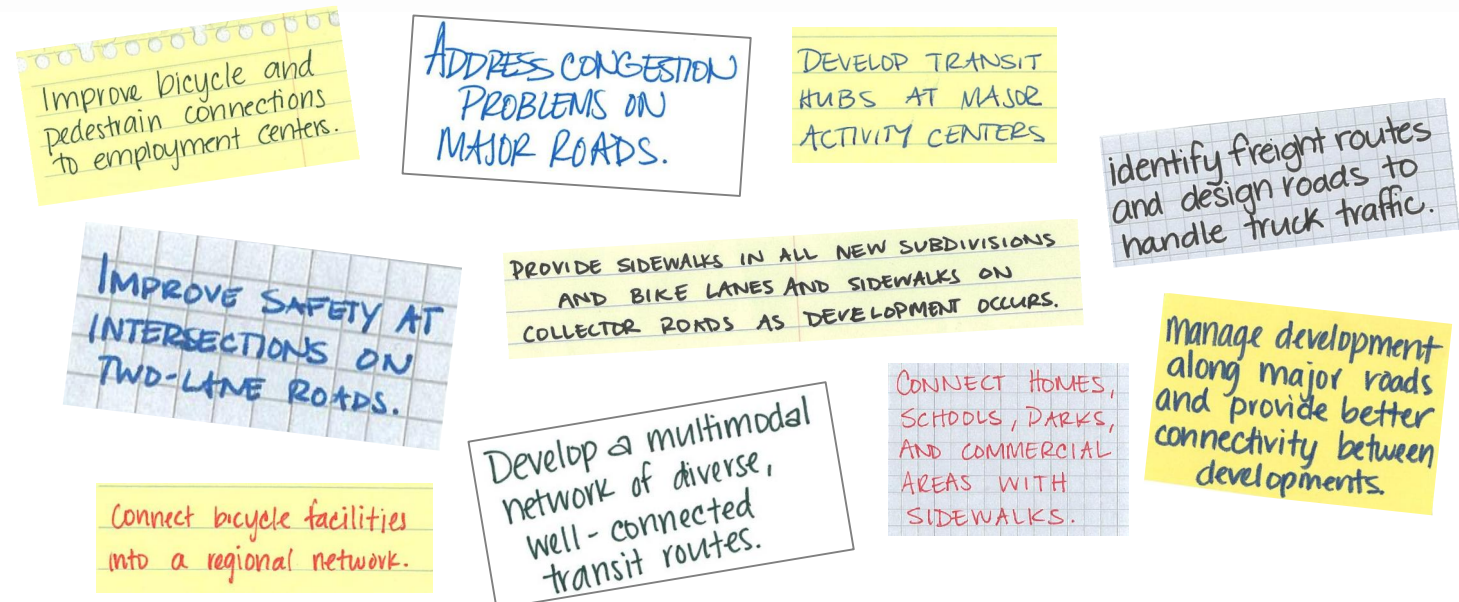 Improve bicycle and
pedestrain connections
to employment centers.
ADDRESS CONGESTION
PROBLEMS ON
MAJOR ROADS.
DEVELOP TRANSIT
HUBS AT MAJOR
ACTIVITY CENTERS
identify freight routes
and design roads to
handle truck traffic.
IMPROVE SAFETY AT
INTERSECTIONS ON
TWO-LANE ROADS.
PROVIDE SIDEWALKS IN ALL NEW SUBDIVISIONS
AND BIKE LANES AND SIDEWALKS ON
COLLECTOR ROADS AS DEVELOPMENT OCCURS.
manage development
along major roads
and provide better
connectivity between
developments.
CONNECT HOMES,
SCHOOLS, DARKS,
AND COMMERCIAL
AREAS WITH
SIDEWALKS.
Develop a multimodal
network of diverse,
well-connected
transit routes.
Connect bicycle facilities
into a regional network.